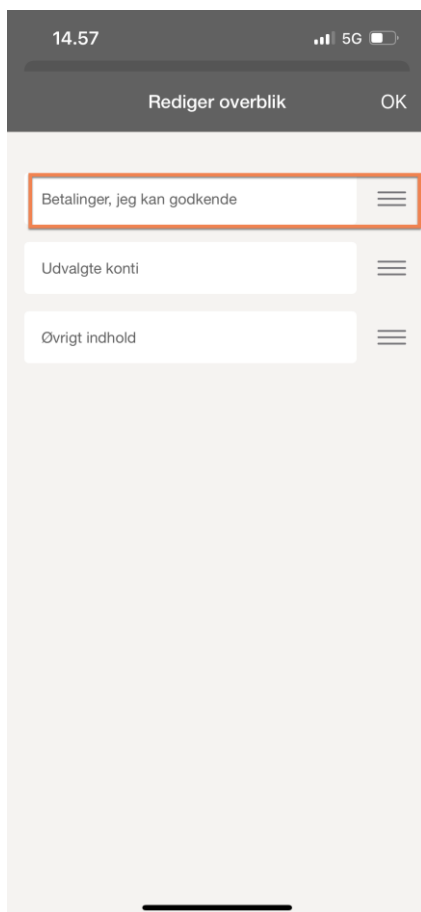 14.57
5G
Rediger overblik
OK
Betalinger, jeg kan godkende
Udvalgte konti
Øvrigt indhold